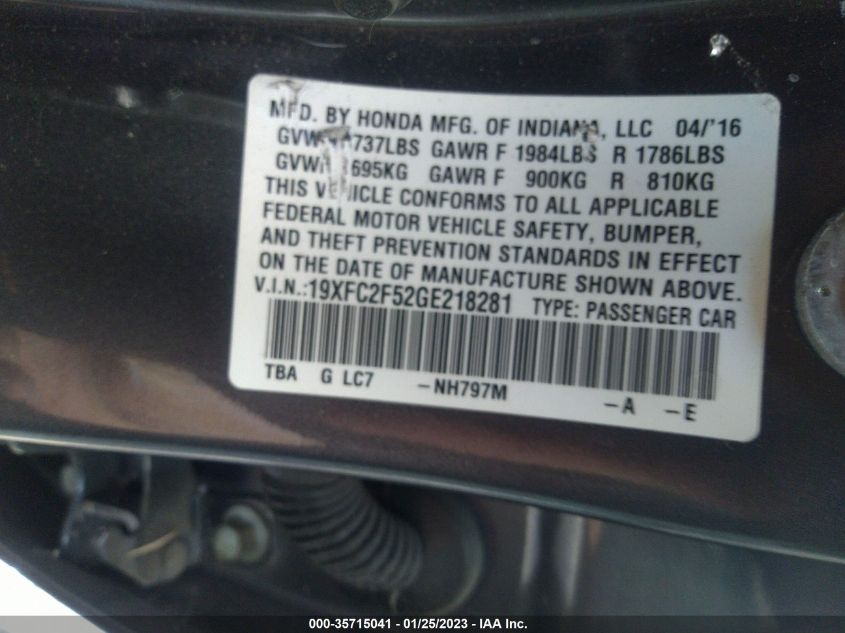 MFD. BY HONDA MFG. OF INDIANA, LLC 04/'16
737LBS GAWR F 1984LBS R 1786LBS
695KG GAWR F 900KG R 810KG
THIS VEHICLE CONFORMS TO ALL APPLICABLE
FEDERAL MOTOR VEHICLE SAFETY, BUMPER,
AND THEFT PREVENTION STANDARDS IN EFFECT
ON THE DATE OF MANUFACTURE SHOWN ABOVE.
V.I.N.:19XFC2F52GE218281 TYPE: PASSENGER CAR
TBA G LC7 -NH797M -A -E
000-35715041 - 01/25/2023 - IAA Inc.